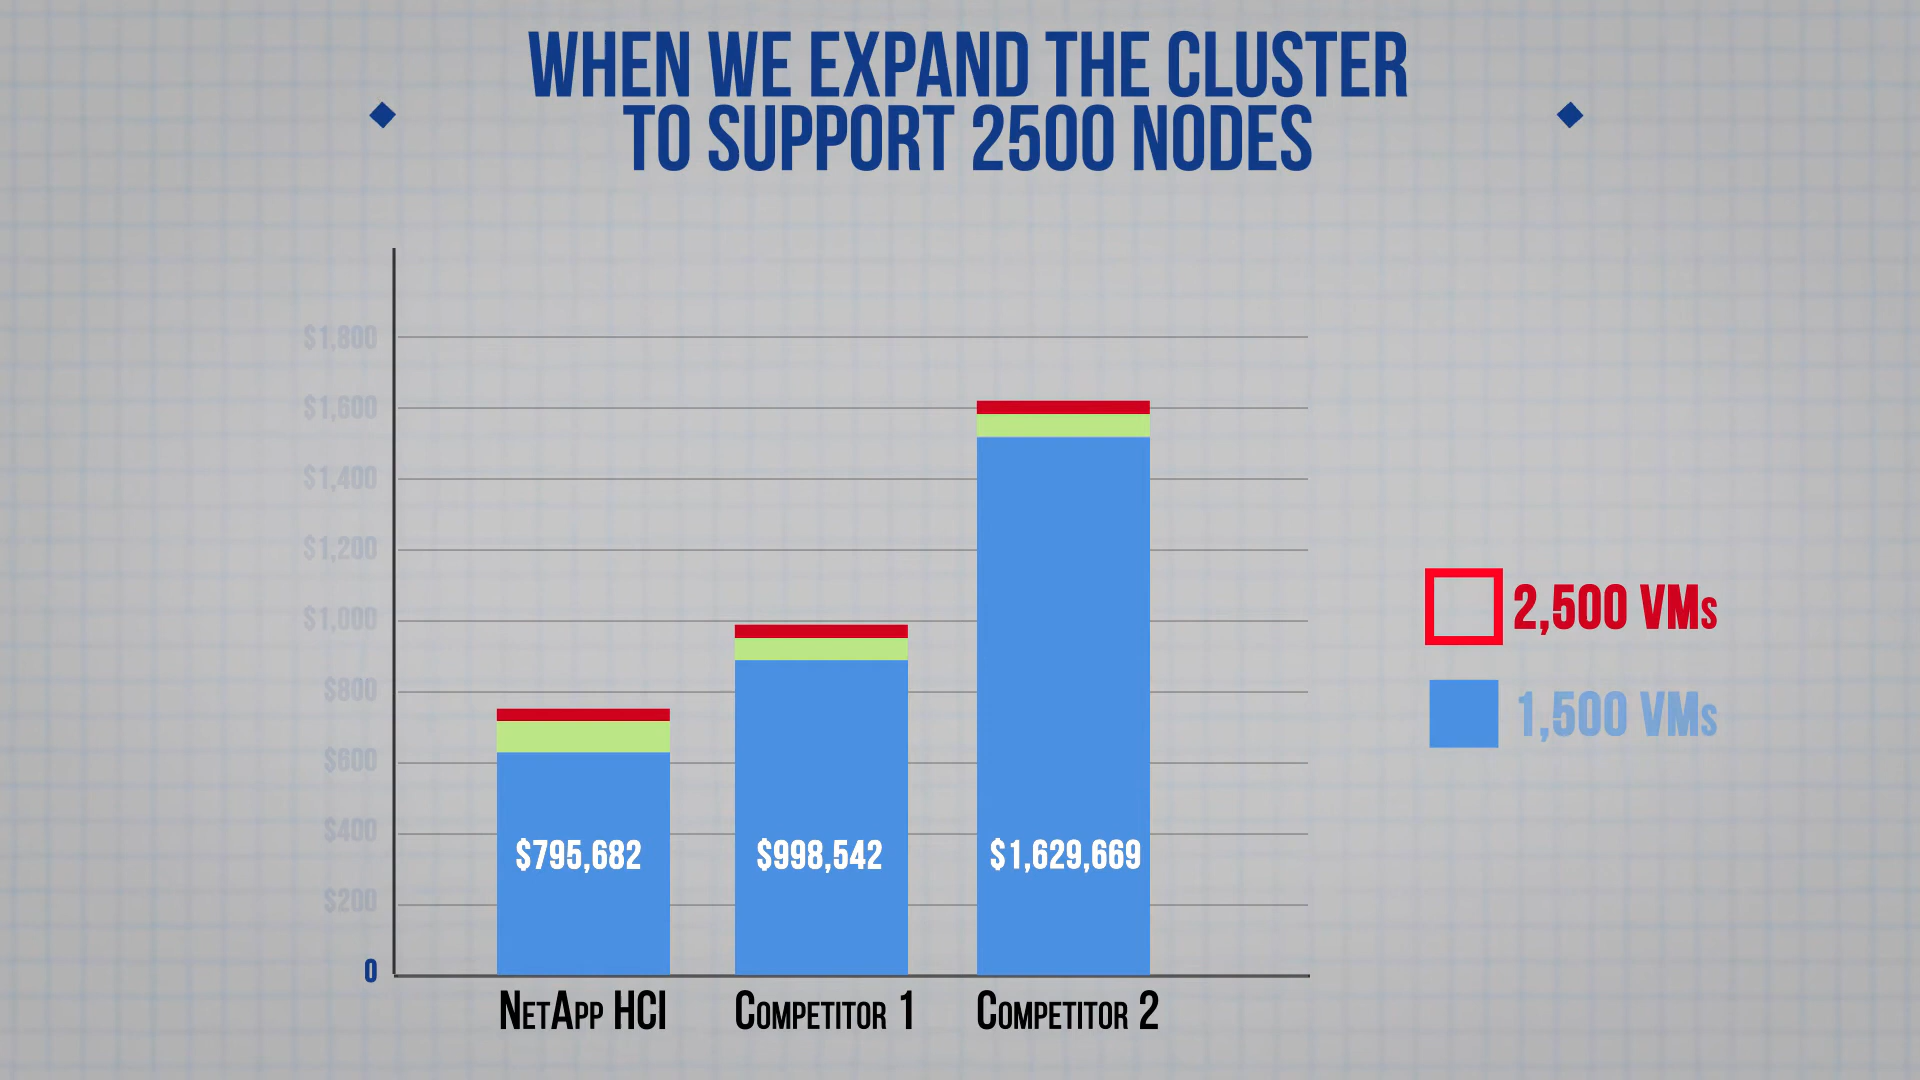 WHEN WE EXPAND THE CLUSTER
TO SUPPORT 2500 NODES
$1,800
$1,600
$1,400
$1,200
$1,000
$800
$600
$400
$200
0
$795,682
$998,542
$1,629,669
NetApp HCI
Competitor 1
Competitor 2
2,500 VMs
1,500 VMs